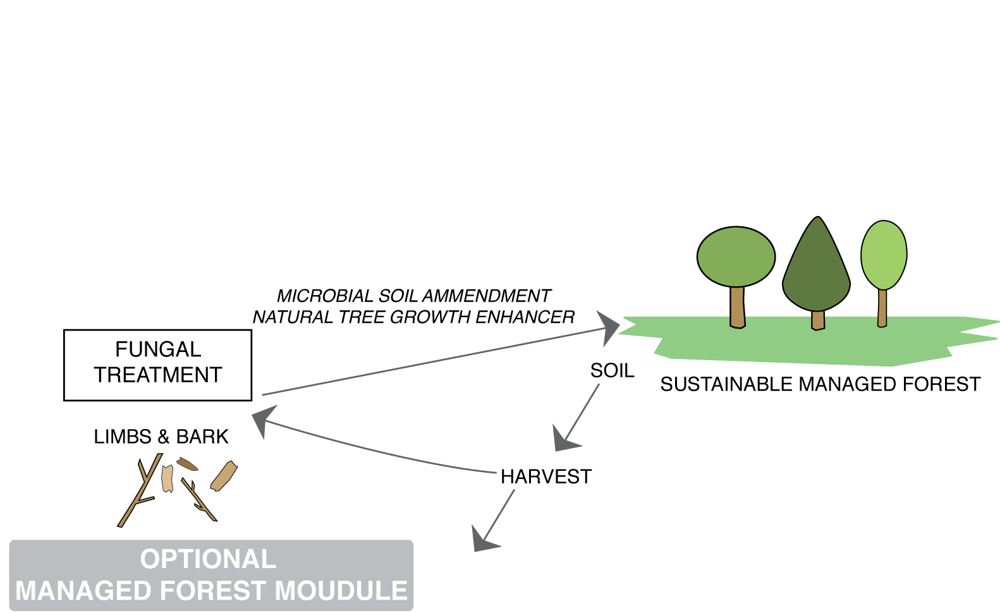 MICROBIAL SOIL AMMENDMENT
NATURAL TREE GROWTH ENHANCER
FUNGAL
TREATMENT
SOIL
SUSTAINABLE MANAGED FOREST
LIMBS & BARK
HARVEST
OPTIONAL
MANAGED FOREST MOUDULE